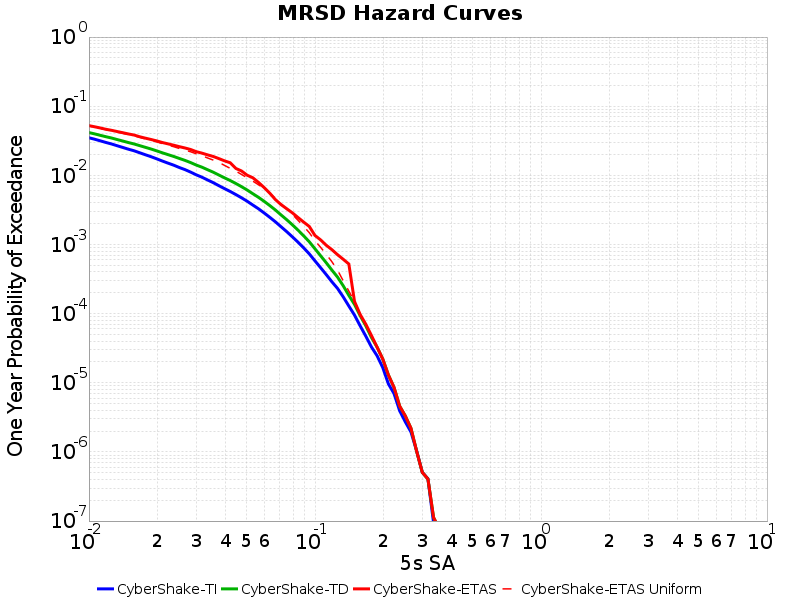 MRSD Hazard Curves
One Year Probability of Exceedance
10^0
10^-1
10^-2
10^-3
10^-4
10^-5
10^-6
10^-7
10^-2 2 3 4 5 6 10^-1 2 3 4 5 6 7 10^0 2 3 4 5 6 7 10^1
5s SA
CyberShake-TI CyberShake-TD CyberShake-ETAS CyberShake-ETAS Uniform